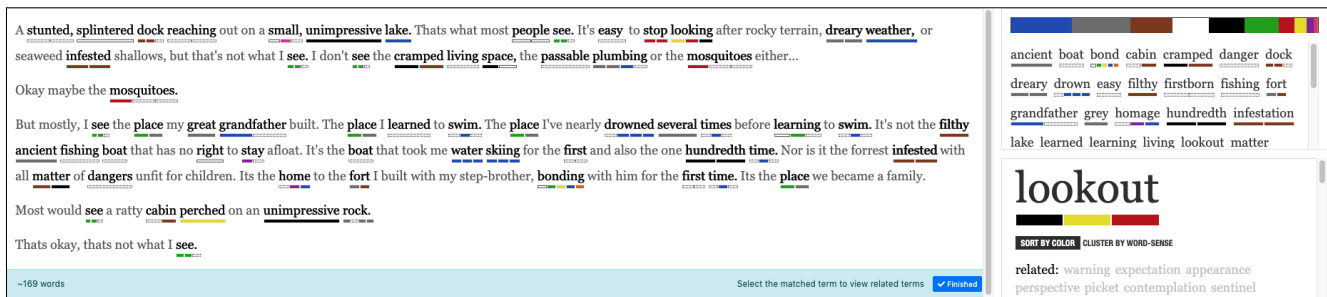 A stunted, splintered dock reaching out on a small, unimpressive lake. Thats what most people see. It's easy to stop looking after rocky terrain, dreary weather, or
seaweed infested shallows, but that's not what I see. I don't see the cramped living space, the passable plumbing or the mosquitoes either...
Okay maybe the mosquitoes.
But mostly, I see the place my great grandfather built. The place I learned to swim. The place I've nearly drowned several times before learning to swim. It's not the filthy
ancient fishing boat that has no right to stay afloat. It's the boat that took me water skiing for the first and also the one hundredth time. Nor is it the forrest infested with
all matter of dangers unfit for children. Its the home to the fort I built with my step-brother, bonding with him for the first time. Its the place we became a family.
Most would see a ratty cabin perched on an unimpressive rock.
Thats okay, thats not what I see.
~169 words
Select the matched term to view related terms
Finished
ancient boat bond cabin cramped danger dock
dreary drown easy filthy firstborn fishing fort
grandfather grey homage hundredth infestation
lake learned learning living lookout matter
lookout
SORT BY COLOR CLUSTER BY WORD-SENSE
related: warning expectation appearance
perspective picket contemplation sentinel